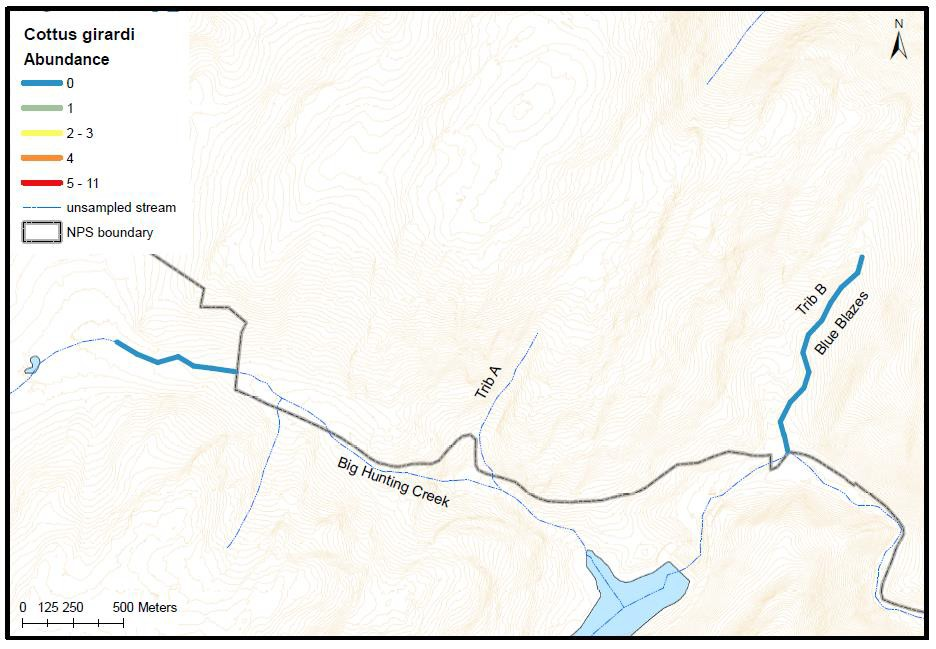 Cottus girardi
Abundance
0
1
2 - 3
4
5 - 11
unsampled stream
NPS boundary
N
Trib B
Blue Blazes
Trib A
Big Hunting Creek
0 125 250 500 Meters